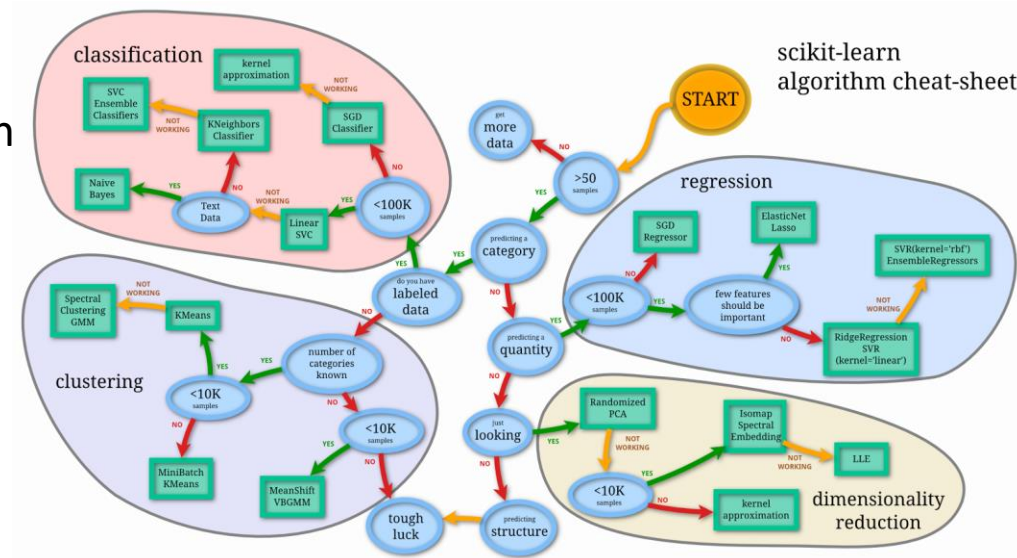 scikit-learn
algorithm cheat-sheet
START
get
more
data
NO
>50
samples
YES
predicting a
category
YES
NO
do you have
labeled
data
YES
NO
predicting a
quantity
YES
NO
just
looking
YES
NO
predicting
structure
tough
luck
classification
kernel
approximation
NOT
WORKING
SGD
Classifier
NO
<100K
samples
YES
Linear
SVC
NOT
WORKING
Text
Data
YES
Naive
Bayes
NO
KNeighbors
Classifier
NOT
WORKING
SVC
Ensemble
Classifiers
clustering
number of
categories
known
YES
NO
<10K
samples
YES
KMeans
NOT
WORKING
Spectral
Clustering
GMM
NO
MiniBatch
KMeans
<10K
samples
YES
MeanShift
VBGMM
NO
regression
<100K
samples
NO
SGD
Regressor
YES
few features
should be
important
YES
ElasticNet
Lasso
NO
RidgeRegression
SVR
(kernel='linear')
NOT
WORKING
SVR(kernel='rbf')
EnsembleRegressors
dimensionality
reduction
Randomized
PCA
NOT
WORKING
<10K
samples
YES
Isomap
Spectral
Embedding
NOT
WORKING
LLE
NO
kernel
approximation